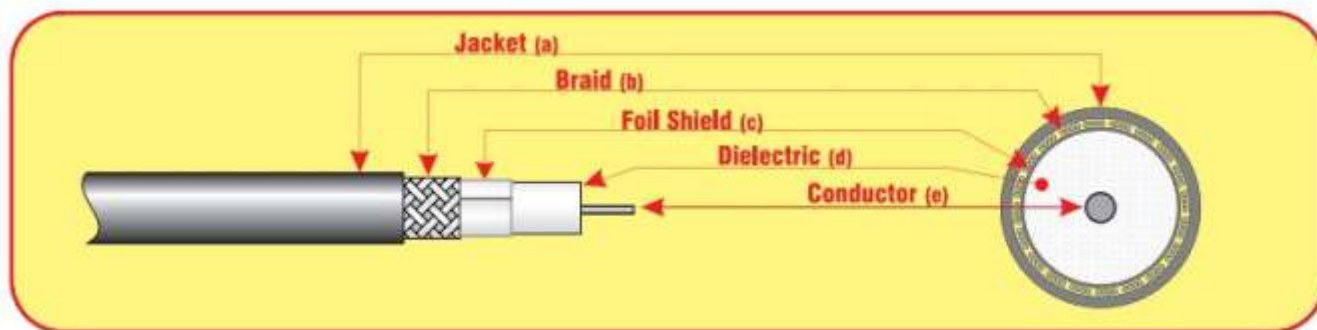 Jacket (a)
Braid (b)
Foil Shield (c)
Dielectric (d)
Conductor (e)